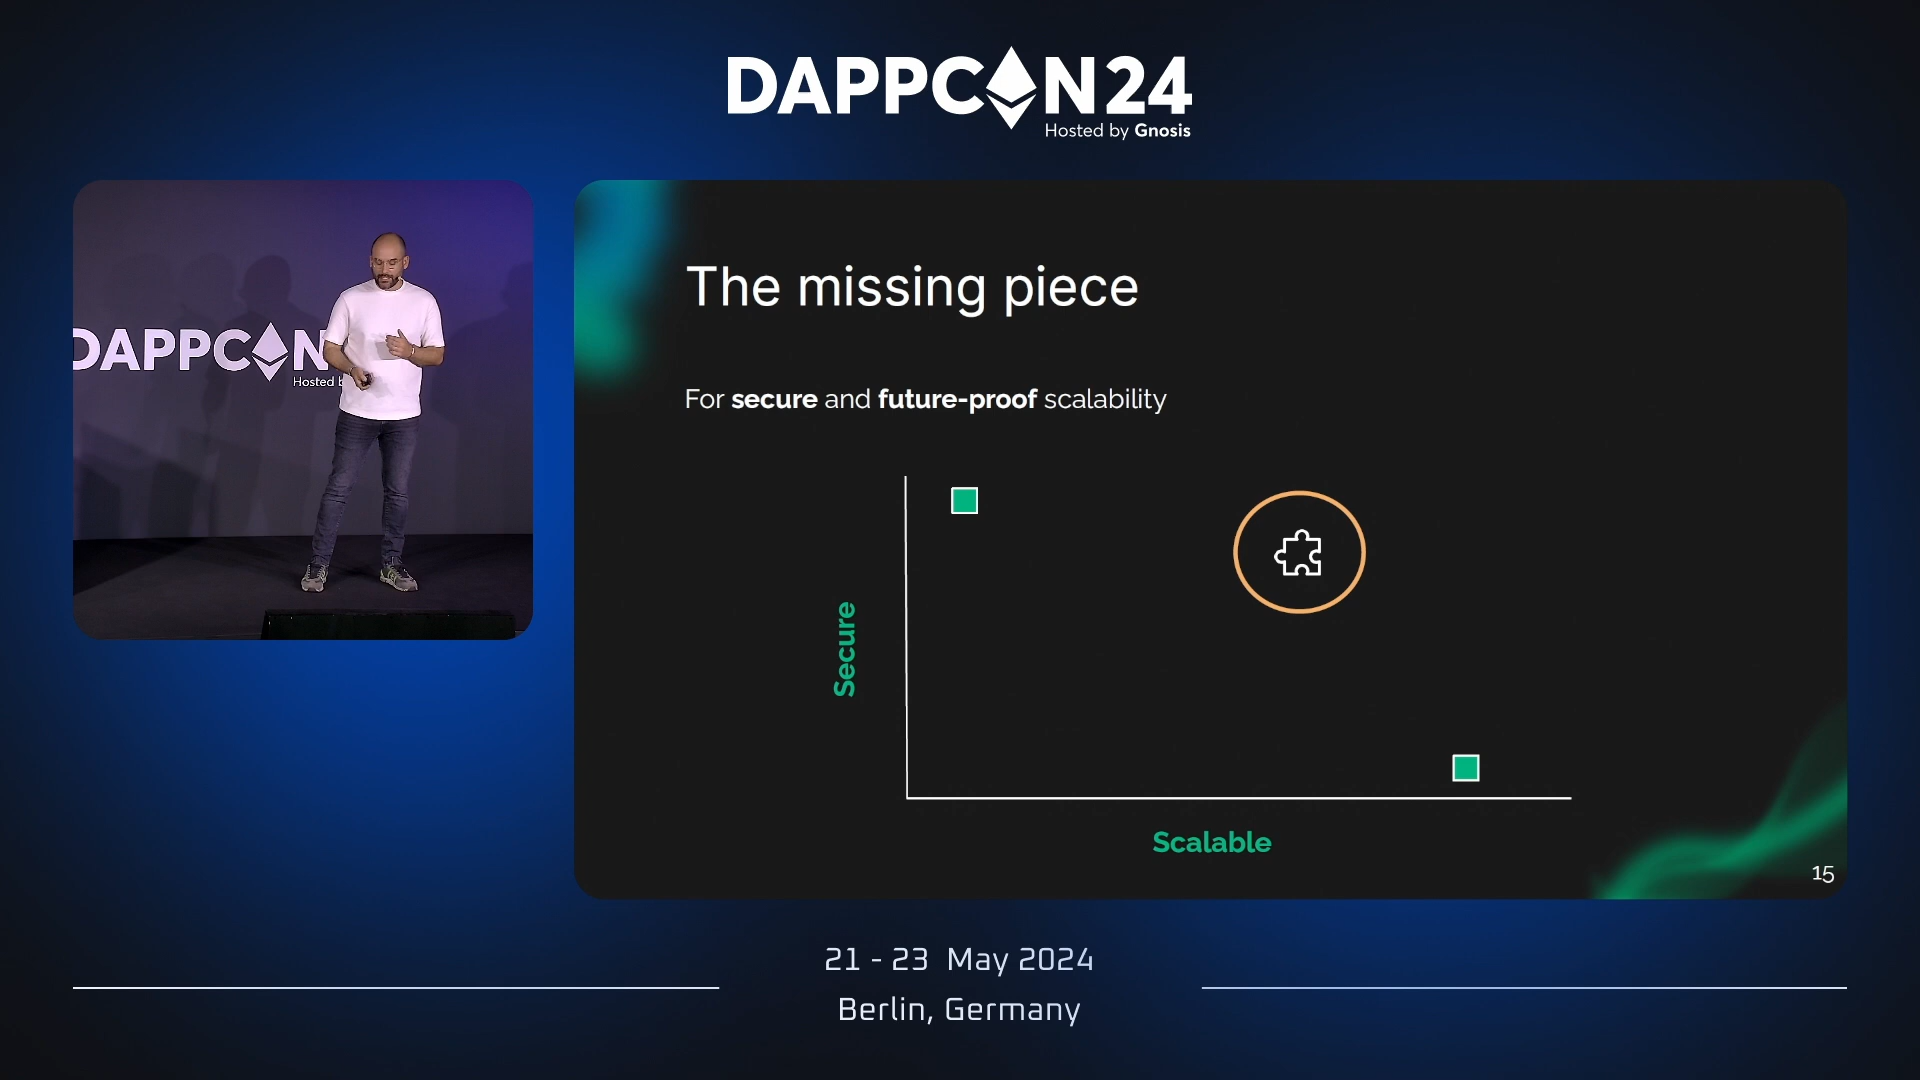 DAPPCON24
Hosted by Gnosis
DAPPCON
Hosted b
The missing piece
For secure and future-proof scalability
Secure
Scalable
15
21 - 23 May 2024
Berlin, Germany